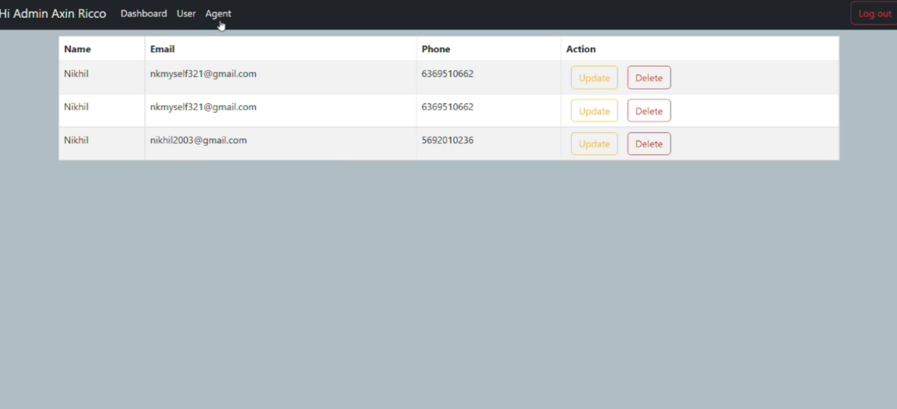 Hi Admin Axin Ricco Dashboard User Agent Log out
Name Email Phone Action
Nikhil nkmyself321@gmail.com 6369510662 Update Delete
Nikhil nkmyself321@gmail.com 6369510662 Update Delete
Nikhil nikhil2003@gmail.com 5692010236 Update Delete